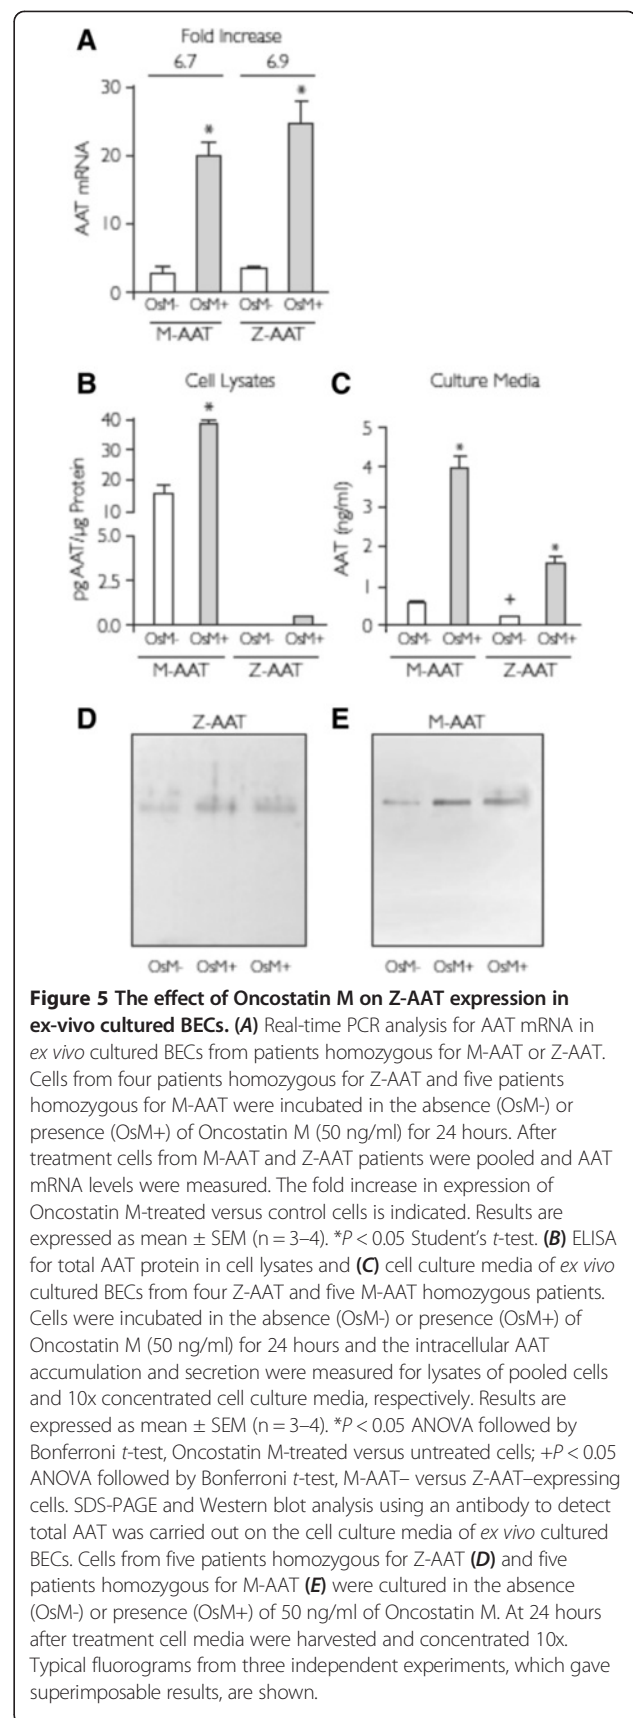 A
Fold Increase
6.7 6.9
30
20
10
0
AAT mRNA
* *
OsM- OsM+ OsM- OsM+
M-AAT Z-AAT
B
Cell Lysates
40
30
20
10
5.0
2.5
0.0
pg AAT/µg Protein
*
OsM- OsM+ OsM- OsM+
M-AAT Z-AAT
C
Culture Media
5
4
3
2
1
0
AAT (ng/ml)
* + *
OsM- OsM+ OsM- OsM+
M-AAT Z-AAT
D
Z-AAT
OsM- OsM+ OsM+
E
M-AAT
OsM- OsM+ OsM+
Figure 5 The effect of Oncostatin M on Z-AAT expression in
ex-vivo cultured BECs. (A) Real-time PCR analysis for AAT mRNA in
ex vivo cultured BECs from patients homozygous for M-AAT or Z-AAT.
Cells from four patients homozygous for Z-AAT and five patients
homozygous for M-AAT were incubated in the absence (OsM-) or
presence (OsM+) of Oncostatin M (50 ng/ml) for 24 hours. After
treatment cells from M-AAT and Z-AAT patients were pooled and AAT
mRNA levels were measured. The fold increase in expression of
Oncostatin M-treated versus control cells is indicated. Results are
expressed as mean ± SEM (n = 3–4). *P < 0.05 Student's t-test. (B) ELISA
for total AAT protein in cell lysates and (C) cell culture media of ex vivo
cultured BECs from four Z-AAT and five M-AAT homozygous patients.
Cells were incubated in the absence (OsM-) or presence (OsM+) of
Oncostatin M (50 ng/ml) for 24 hours and the intracellular AAT
accumulation and secretion were measured for lysates of pooled cells
and 10x concentrated cell culture media, respectively. Results are
expressed as mean ± SEM (n = 3–4). *P < 0.05 ANOVA followed by
Bonferroni t-test, Oncostatin M-treated versus untreated cells; +P < 0.05
ANOVA followed by Bonferroni t-test, M-AAT– versus Z-AAT–expressing
cells. SDS-PAGE and Western blot analysis using an antibody to detect
total AAT was carried out on the cell culture media of ex vivo cultured
BECs. Cells from five patients homozygous for Z-AAT (D) and five
patients homozygous for M-AAT (E) were cultured in the absence
(OsM-) or presence (OsM+) of 50 ng/ml of Oncostatin M. At 24 hours
after treatment cell media were harvested and concentrated 10x.
Typical fluorograms from three independent experiments, which gave
superimposable results, are shown.